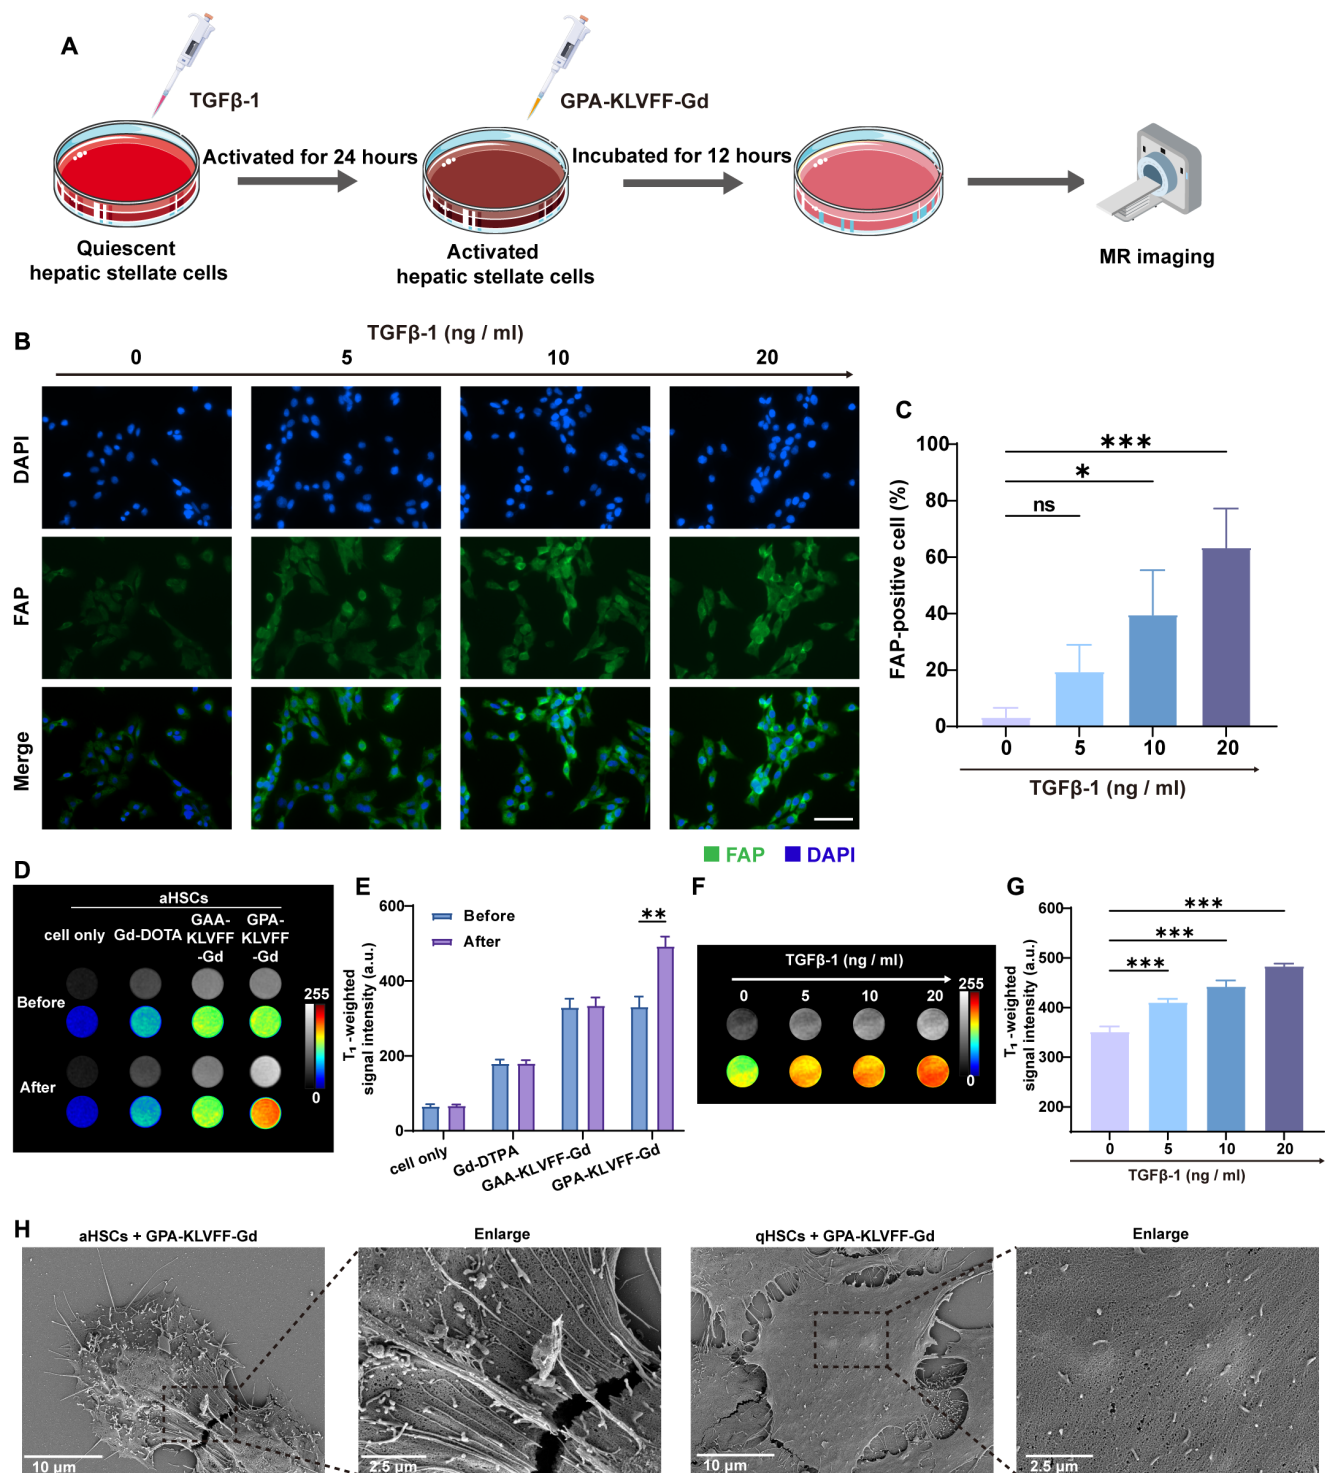 A
TGFβ-1
GPA-KLVFF-Gd
Activated for 24 hours
Incubated for 12 hours
Quiescent
hepatic stellate cells
Activated
hepatic stellate cells
MR imaging
B
TGFβ-1 (ng / ml)
0 5 10 20
DAPI
FAP
Merge
FAP DAPI
C
FAP-positive cell (%)
100
80
60
40
20
0
***
*
ns
0 5 10 20
TGFβ-1 (ng / ml)
D
aHSCs
cell only Gd-DOTA GAA-KLVFF-Gd GPA-KLVFF-Gd
Before
After
255
0
E
T₁ -weighted
signal intensity (a.u.)
600
400
200
0
Before
After
**
cell only
Gd-DTPA
GAA-KLVFF-Gd
GPA-KLVFF-Gd
F
TGFβ-1 (ng / ml)
0 5 10 20
255
0
G
T₁ -weighted
signal intensity (a.u.)
600
500
400
300
200
***
***
***
0 5 10 20
TGFβ-1 (ng / ml)
H
aHSCs + GPA-KLVFF-Gd
Enlarge
qHSCs + GPA-KLVFF-Gd
Enlarge
10 μm
2.5 μm
10 μm
2.5 μm